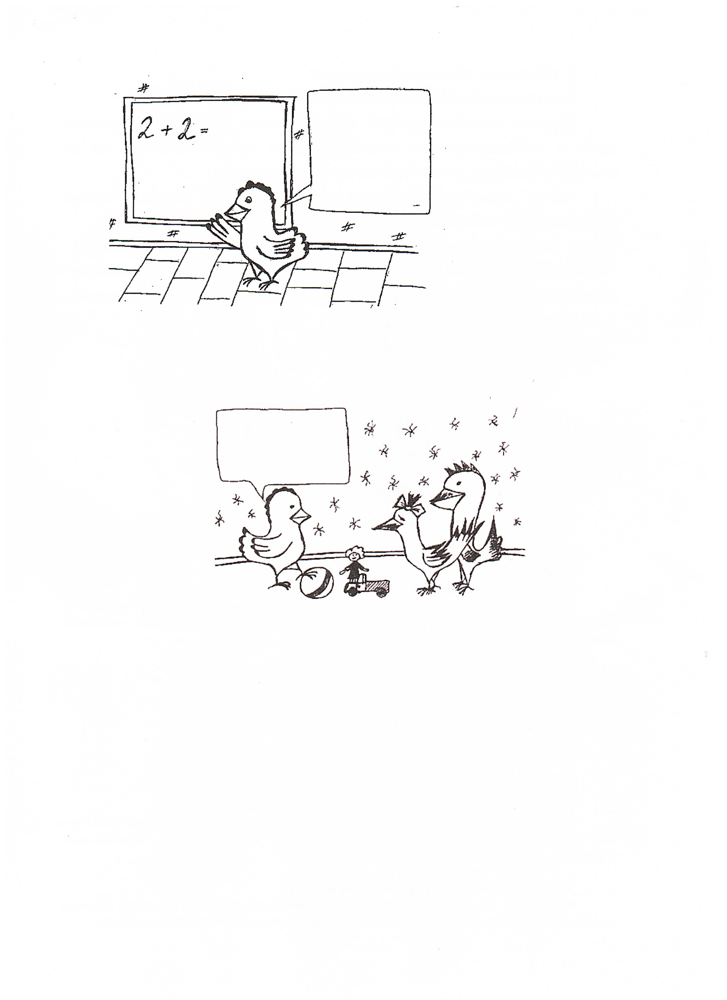 2 + 2 =